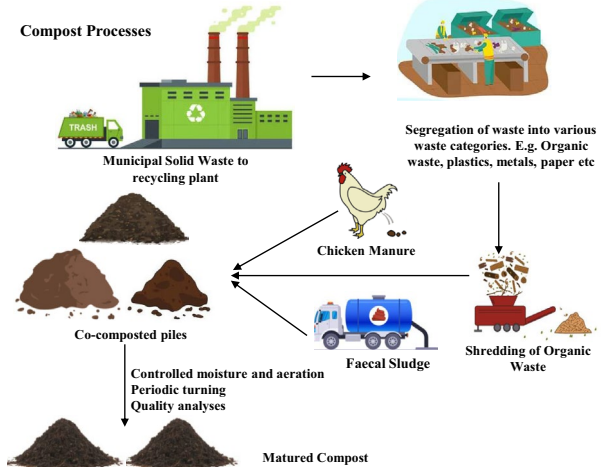 Compost Processes
TRASH
Municipal Solid Waste to
recycling plant
Segregation of waste into various
waste categories. E.g. Organic
waste, plastics, metals, paper etc
Chicken Manure
Co-composted piles
Faecal Sludge
Shredding of Organic
Waste
Controlled moisture and aeration
Periodic turning
Quality analyses
Matured Compost